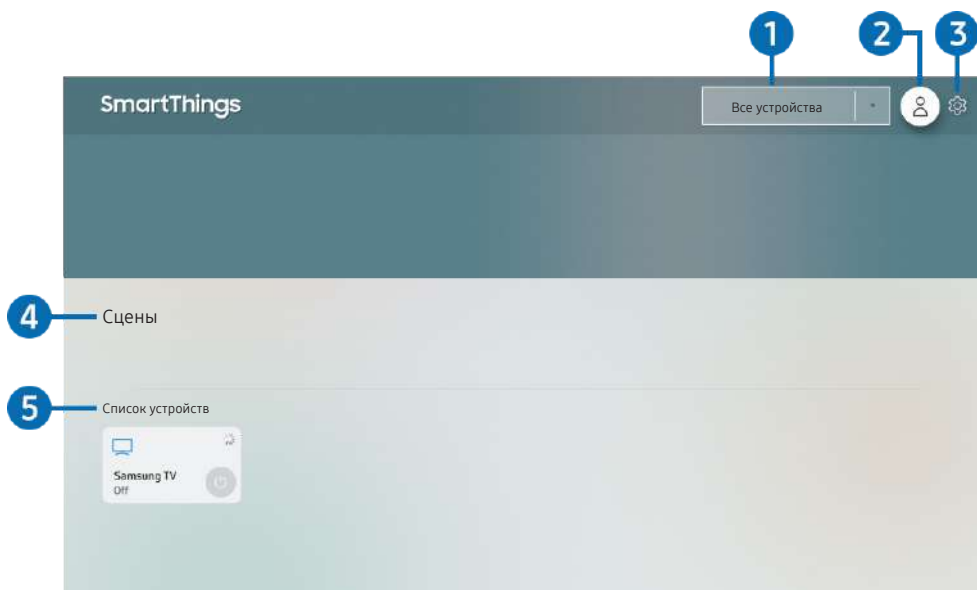 1
2
3
SmartThings
Все устройства
4
Сцены
5
Список устройств
Samsung TV
Off